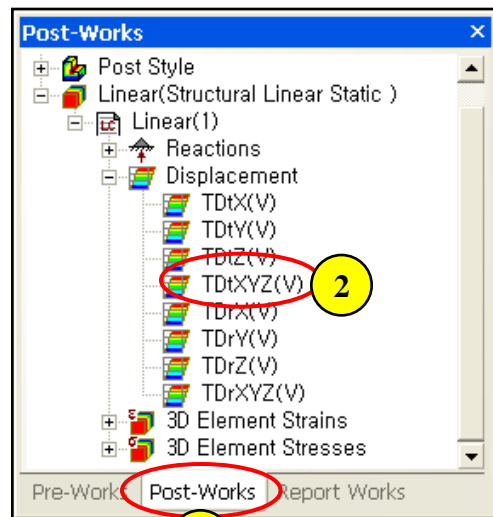 Post-Works
Post Style
Linear(Structural Linear Static )
Linear(1)
Reactions
Displacement
TDtX(V)
TDtY(V)
TDtZ(V)
TDtXYZ(V)
2
TDrX(V)
TDrY(V)
TDrZ(V)
TDrXYZ(V)
3D Element Strains
3D Element Stresses
Pre-Works Post-Works Report Works